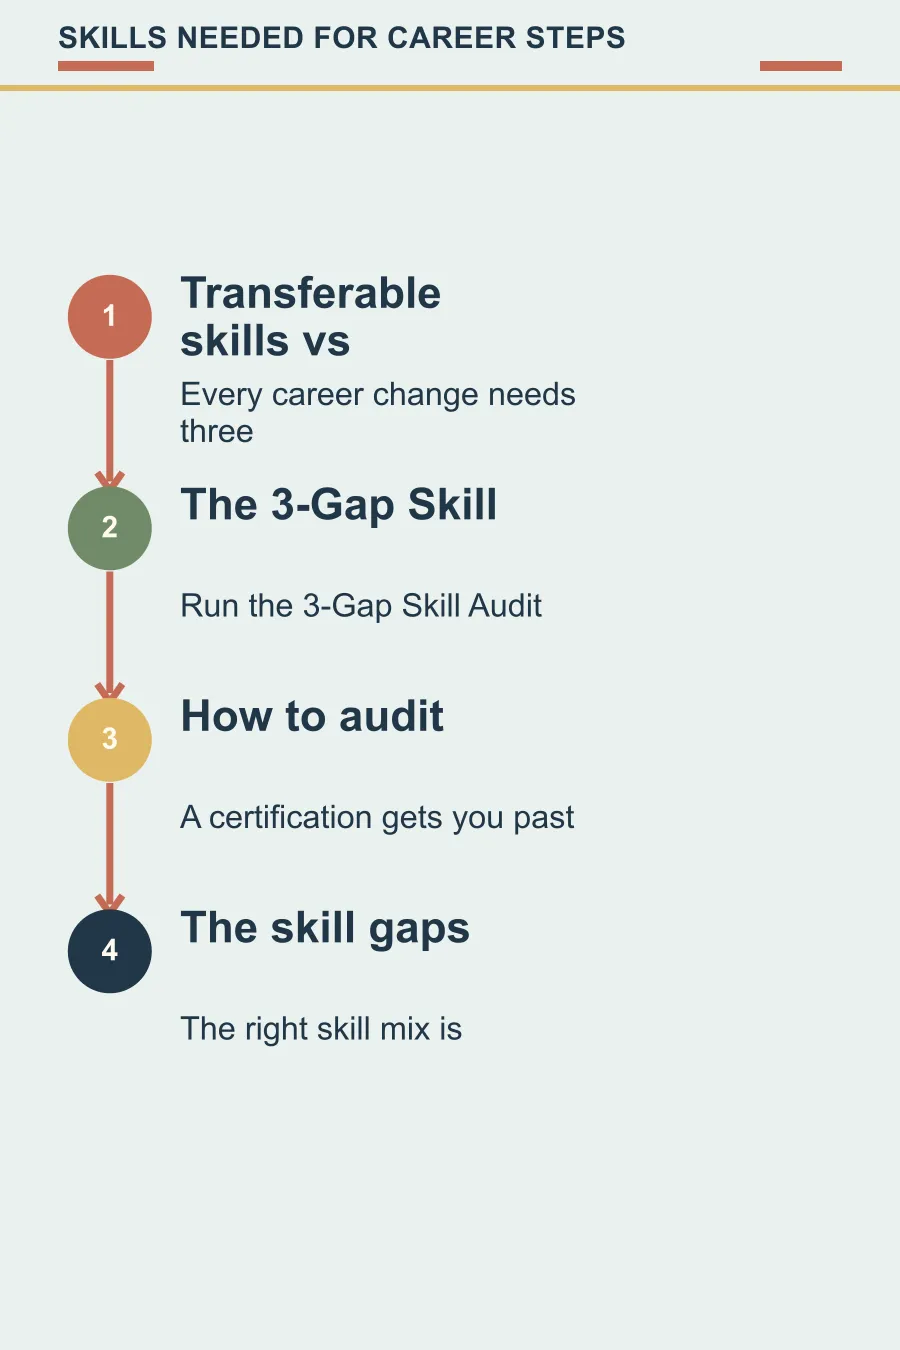 SKILLS NEEDED FOR CAREER STEPS
1
Transferable
skills vs
Every career change needs
three
2
The 3-Gap Skill
Run the 3-Gap Skill Audit
3
How to audit
A certification gets you past
4
The skill gaps
The right skill mix is